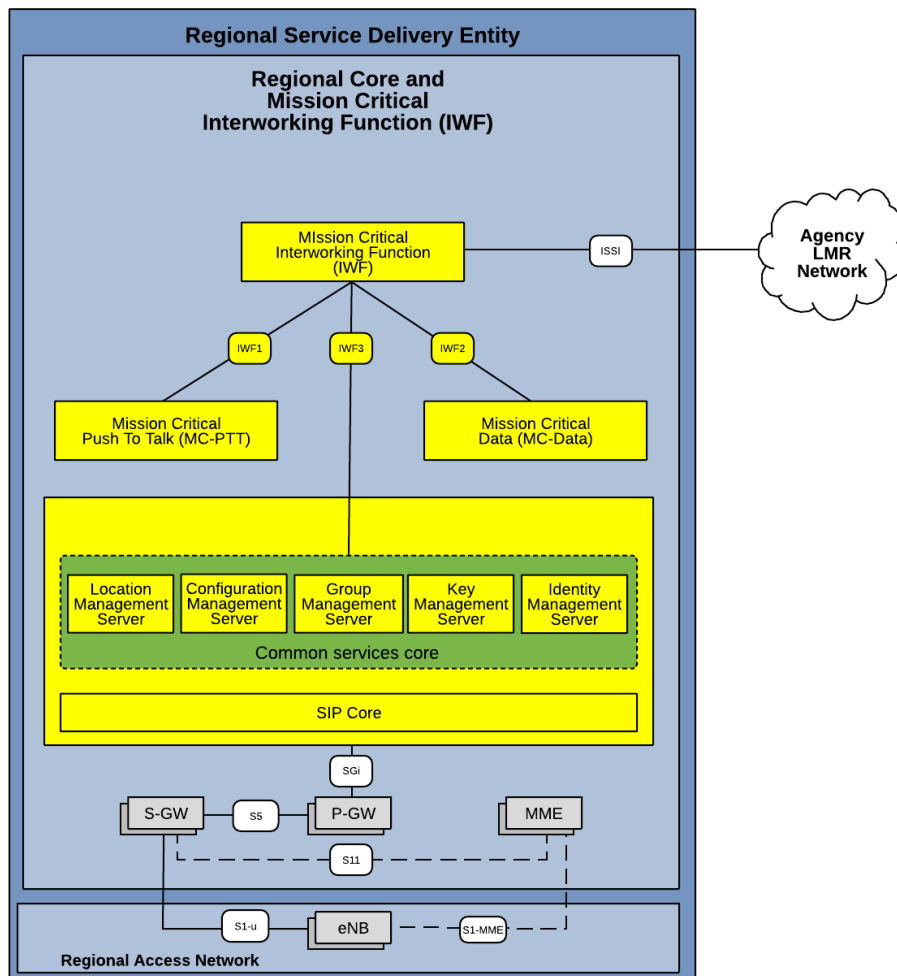 Regional Service Delivery Entity
Regional Core and
Mission Critical
Interworking Function (IWF)
MIssion Critical
Interworking Function
(IWF)
ISSI
Agency
LMR
Network
IWF1
IWF3
IWF2
Mission Critical
Push To Talk (MC-PTT)
Mission Critical
Data (MC-Data)
Location
Management
Server
Configuration
Management
Server
Group
Management
Server
Key
Management
Server
Identity
Management
Server
Common services core
SIP Core
SGi
S-GW
S5
P-GW
MME
S11
S1-u
eNB
S1-MME
Regional Access Network